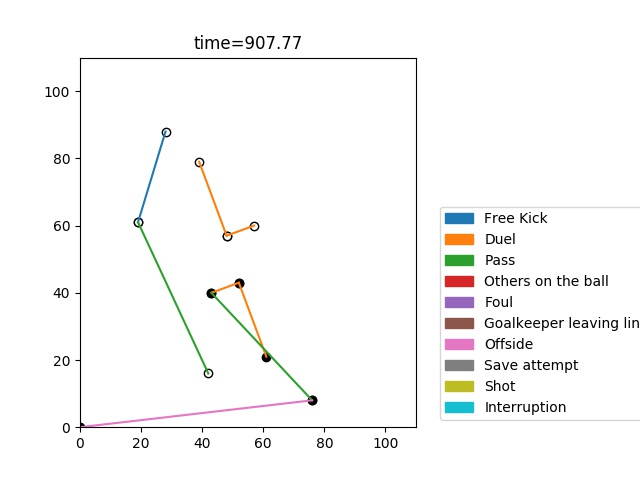 time=907.77
100
80
60
40
20
0
0 20 40 60 80 100
Free Kick
Duel
Pass
Others on the ball
Foul
Goalkeeper leaving lin
Offside
Save attempt
Shot
Interruption